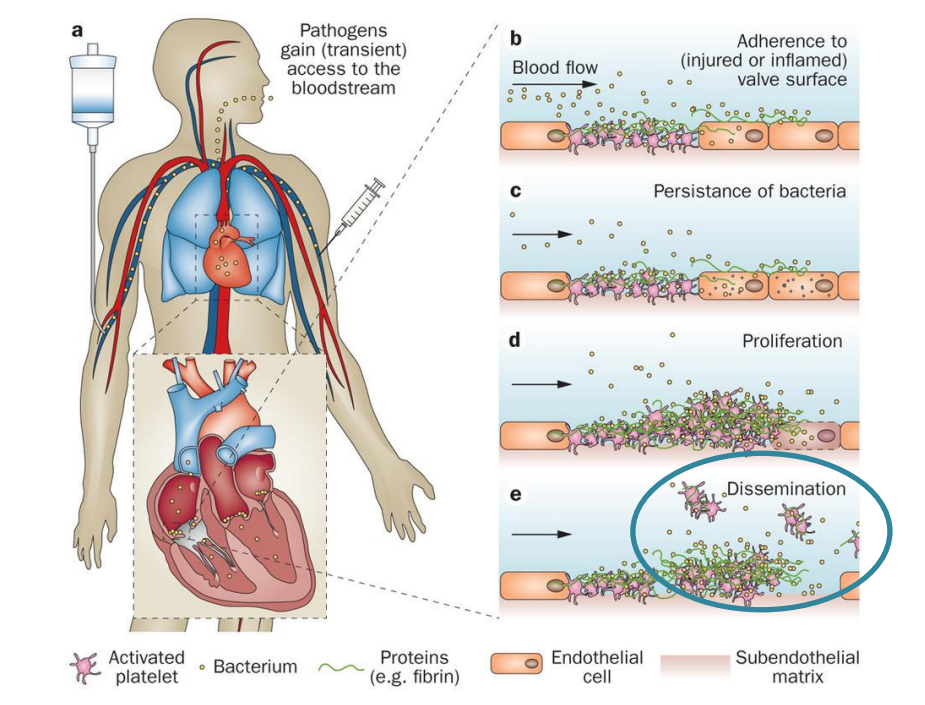 a
Pathogens
gain (transient)
access to the
bloodstream
b
Adherence to
(injured or inflamed)
valve surface
Blood flow
c
Persistance of bacteria
d
Proliferation
e
Dissemination
Activated
platelet
Bacterium
Proteins
(e.g. fibrin)
Endothelial
cell
Subendothelial
matrix